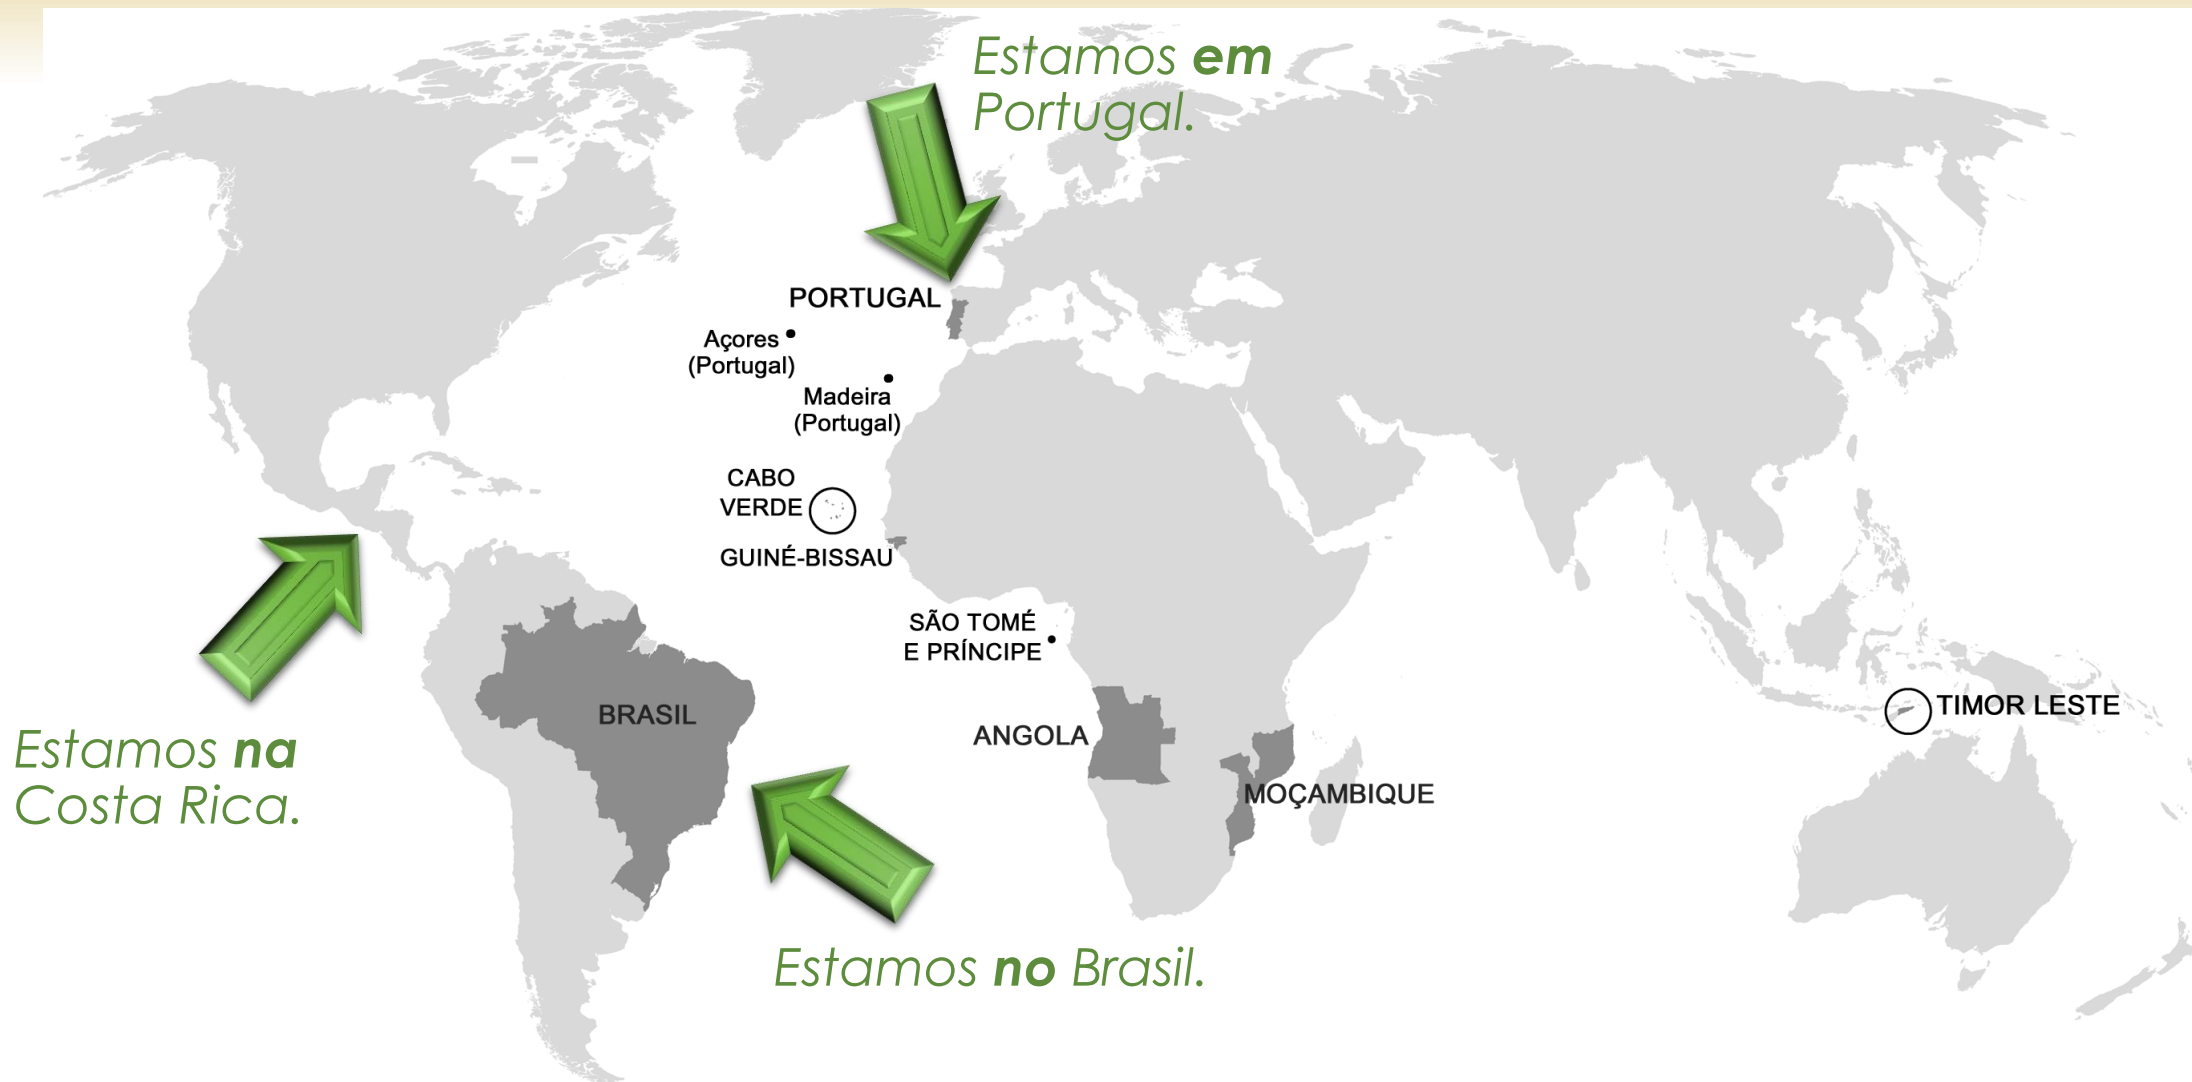 Estamos em
Portugal.
PORTUGAL
Açores
(Portugal)
Madeira
(Portugal)
CABO
VERDE
GUINÉ-BISSAU
SÃO TOMÉ
E PRÍNCIPE
BRASIL
ANGOLA
MOÇAMBIQUE
TIMOR LESTE
Estamos na
Costa Rica.
Estamos no Brasil.